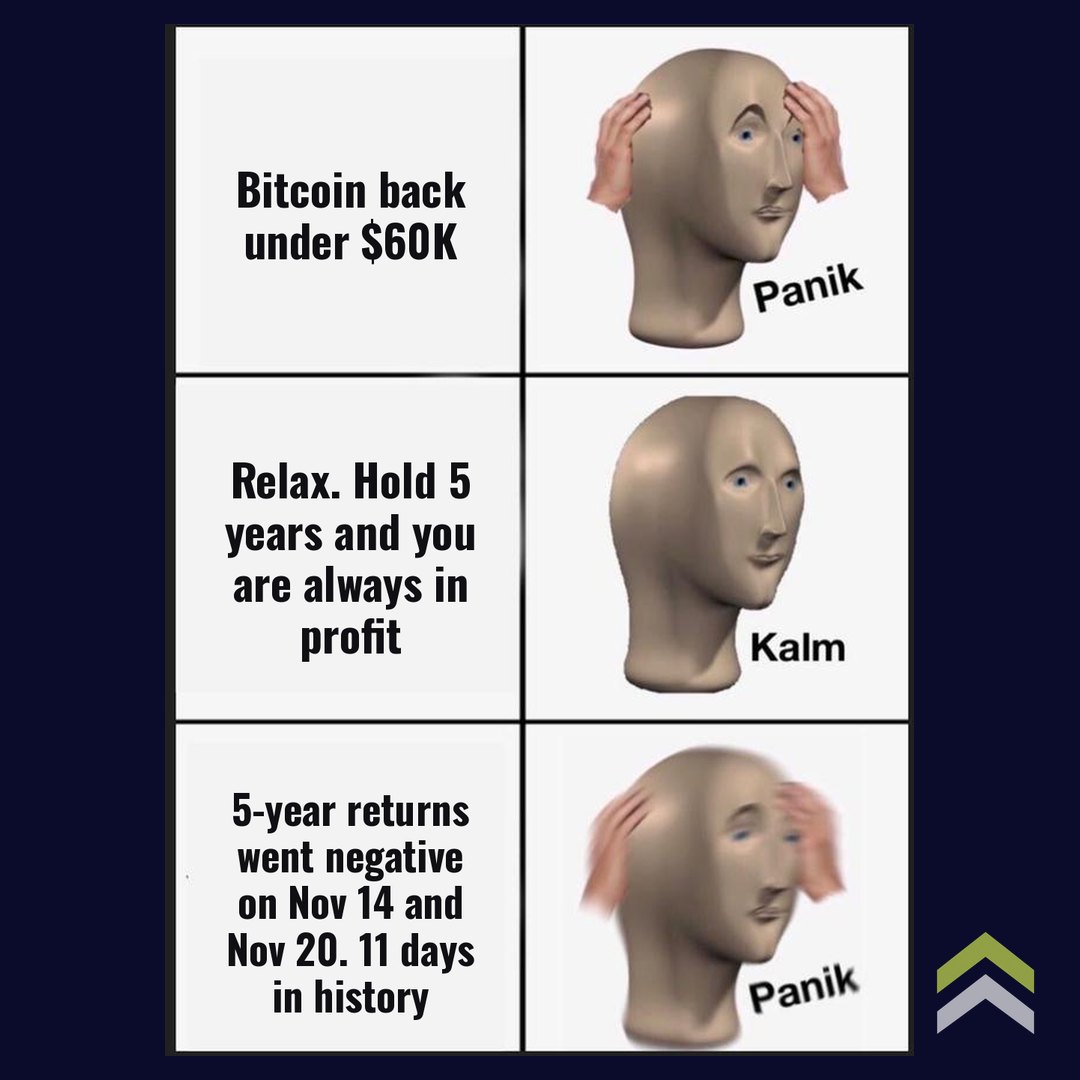 Bitcoin back
under $60K
Panik
Relax. Hold 5
years and you
are always in
profit
Kalm
5-year returns
went negative
on Nov 14 and
Nov 20. 11 days
in history
Panik